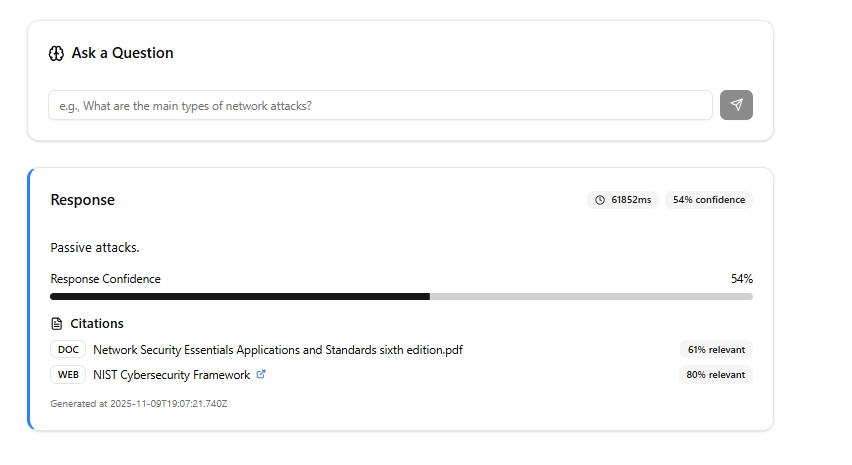 Ask a Question
e.g., What are the main types of network attacks?
Response
61852ms
54% confidence
Passive attacks.
Response Confidence
54%
Citations
DOC Network Security Essentials Applications and Standards sixth edition.pdf 61% relevant
WEB NIST Cybersecurity Framework 80% relevant
Generated at 2025-11-09T19:07:21.740Z